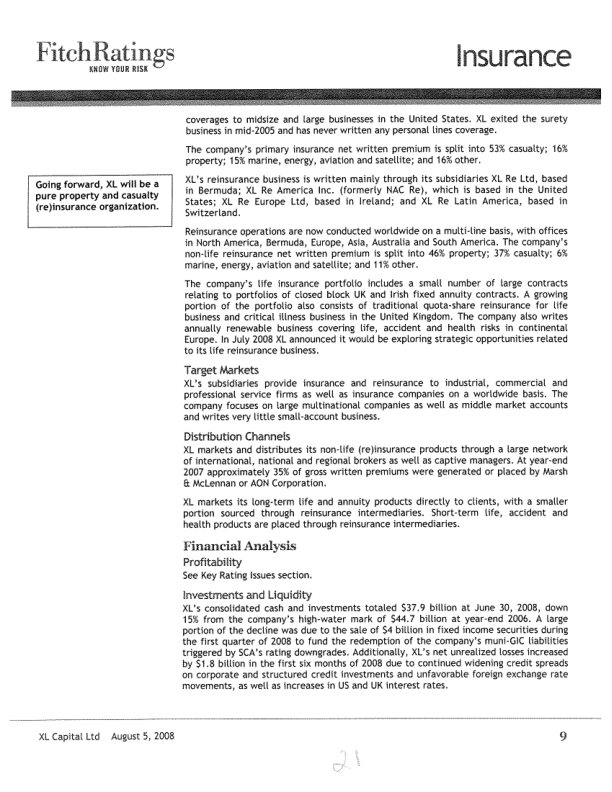 FitchRatings
KNOW YOUR RISK
Insurance
coverages to midsize and large businesses in the United States. XL exited the surety
business in mid-2005 and has never written any personal lines coverage.
The company's primary insurance net written premium is split into 53% casualty; 16%
property; 15% marine, energy, aviation and satellite; and 16% other.
Going forward, XL will be a
pure property and casualty
(re)insurance organization.
XL's reinsurance business is written mainly through its subsidiaries XL Re Ltd, based
in Bermuda; XL Re America Inc. (formerly NAC Re), which is based in the United
States; XL Re Europe Ltd, based in Ireland; and XL Re Latin America, based in
Switzerland.
Reinsurance operations are now conducted worldwide on a multi-line basis, with offices
in North America, Bermuda, Europe, Asia, Australia and South America. The company's
non-life reinsurance net written premium is split into 46% property; 37% casualty; 6%
marine, energy, aviation and satellite; and 11% other.
The company's life insurance portfolio includes a small number of large contracts
relating to portfolios of closed block UK and Irish fixed annuity contracts. A growing
portion of the portfolio also consists of traditional quota-share reinsurance for life
business and critical illness business in the United Kingdom. The company also writes
annually renewable business covering life, accident and health risks in continental
Europe. In July 2008 XL announced it would be exploring strategic opportunities related
to its life reinsurance business.
Target Markets
XL's subsidiaries provide insurance and reinsurance to industrial, commercial and
professional service firms as well as insurance companies on a worldwide basis. The
company focuses on large multinational companies as well as middle market accounts
and writes very little small-account business.
Distribution Channels
XL markets and distributes its non-life (re)insurance products through a large network
of international, national and regional brokers as well as captive managers. At year-end
2007 approximately 35% of gross written premiums were generated or placed by Marsh
& McLennan or AON Corporation.
XL markets its long-term life and annuity products directly to clients, with a smaller
portion sourced through reinsurance intermediaries. Short-term life, accident and
health products are placed through reinsurance intermediaries.
Financial Analysis
Profitability
See Key Rating Issues section.
Investments and Liquidity
XL's consolidated cash and investments totaled $37.9 billion at June 30, 2008, down
15% from the company's high-water mark of $44.7 billion at year-end 2006. A large
portion of the decline was due to the sale of $4 billion in fixed income securities during
the first quarter of 2008 to fund the redemption of the company's muni-GIC liabilities
triggered by SCA's rating downgrades. Additionally, XL's net unrealized losses increased
by $1.8 billion in the first six months of 2008 due to continued widening credit spreads
on corporate and structured credit investments and unfavorable foreign exchange rate
movements, as well as increases in US and UK interest rates.
XL Capital Ltd August 5, 2008
9
21